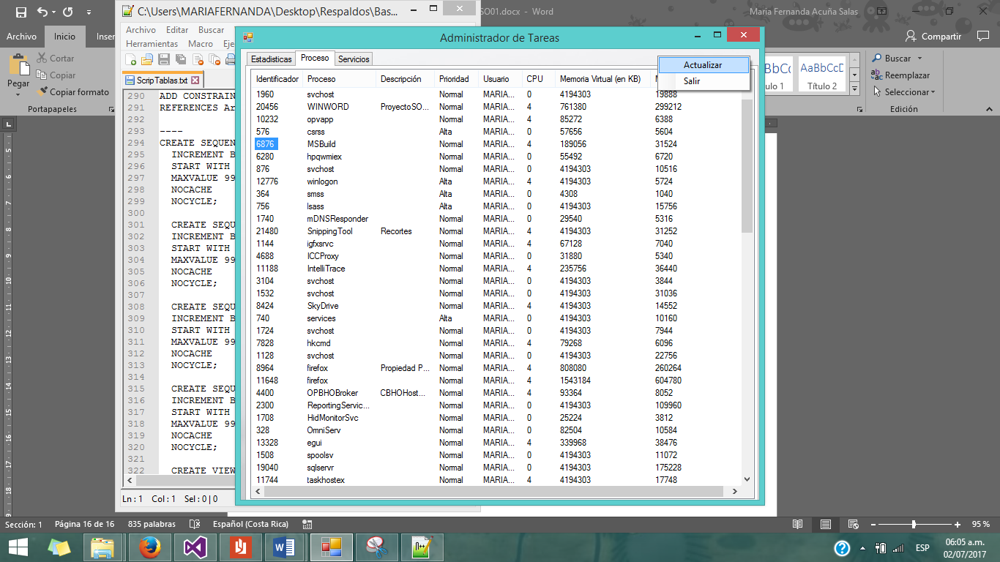 C:\Users\MARIAFERNANDA\Desktop\Respaldos\Bas...
SO01.docx - Word
Maria Fernanda Acuña Salas
Archivo
Inicio
Inser
Compartir
Cortar
Copiar
Copiar formato
Pegar
Portapapeles
Archivo Editar Buscar
Herramientas Macro Eje
ScripTablas.txt
290 ADD CONSTRAIN
291 REFERENCES Ar
292
293 ----
294 CREATE SEQUEN
295 INCREMENT B
296 START WITH
297 MAXVALUE 99
298 NOCACHE
299 NOCYCLE;
300
301 CREATE SEQU
302 INCREMENT B
303 START WITH
304 MAXVALUE 99
305 NOCACHE
306 NOCYCLE;
307
308 CREATE SEQU
309 INCREMENT B
310 START WITH
311 MAXVALUE 99
312 NOCACHE
313 NOCYCLE;
314
315 CREATE SEQU
316 INCREMENT B
317 START WITH
318 MAXVALUE 99
319 NOCACHE
320 NOCYCLE;
321
322 CREATE VIEW
Ln : 1 Col : 1 Sel : 0 | 0
Administrador de Tareas
Estadisticas Proceso Servicios
Actualizar
Salir
Identificador Proceso Descripción Prioridad Usuario CPU Memoria Virtual (en KB)
1960 svchost Normal MARIA... 0 4194303 19888
20456 WINWORD ProyectoSO... Normal MARIA... 4 761380 299212
10232 opvapp Normal MARIA... 4 85272 6388
576 csrss Alta MARIA... 0 57656 5604
6876 MSBuild Normal MARIA... 4 189056 31524
6280 hpqwmiex Normal MARIA... 0 55492 6720
876 svchost Normal MARIA... 0 4194303 10516
12776 winlogon Alta MARIA... 4 4194303 5724
364 smss Alta MARIA... 0 4308 1040
756 lsass Alta MARIA... 0 4194303 15756
1740 mDNSResponder Normal MARIA... 0 29540 5316
21480 SnippingTool Recortes Normal MARIA... 4 4194303 31252
1144 igfxsrvc Normal MARIA... 4 67128 7040
4688 ICCProxy Normal MARIA... 0 31880 5340
11188 IntelliTrace Normal MARIA... 4 235756 36440
3104 svchost Normal MARIA... 0 4194303 3844
1532 svchost Normal MARIA... 0 4194303 31036
8424 SkyDrive Normal MARIA... 4 4194303 14552
740 services Alta MARIA... 0 4194303 10160
1724 svchost Normal MARIA... 0 4194303 7944
7828 hkcmd Normal MARIA... 4 79268 6096
1128 svchost Normal MARIA... 0 4194303 22756
8964 firefox Propiedad P... Normal MARIA... 4 808080 260264
11648 firefox Normal MARIA... 4 1543184 604780
4400 OPBHOBroker CBHOHost... Normal MARIA... 4 93364 8052
2300 ReportingServic... Normal MARIA... 0 4194303 109960
1708 HidMonitorSvc Normal MARIA... 0 25224 3812
328 OmniServ Normal MARIA... 0 82504 10584
13328 egui Normal MARIA... 4 339968 38476
1508 spoolsv Normal MARIA... 0 4194303 11072
19040 sqlservr Normal MARIA... 0 4194303 175228
11744 taskhostex Normal MARIA... 4 4194303 17748
AaBbCcD
ulo 1 Título 2
Buscar
Reemplazar
Seleccionar
Edición
Sección: 1 Página 16 de 16 835 palabras Español (Costa Rica) 95 %
ESP
06:05 a.m.
02/07/2017